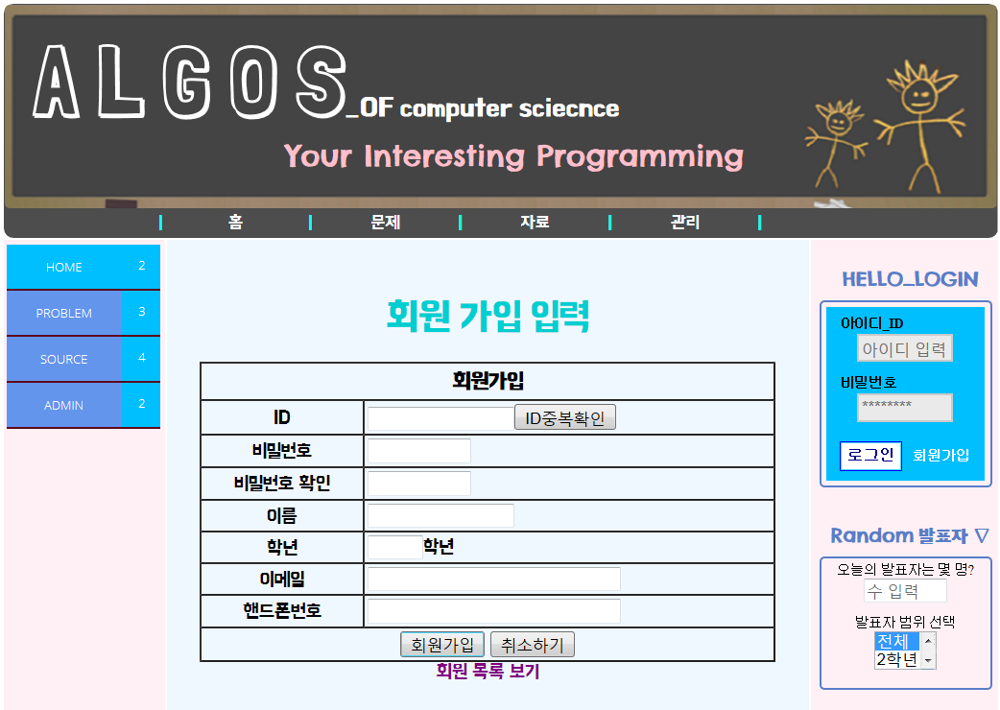 ALGOS_OF computer sciecnce
Your Interesting Programming
홈 문제 자료 관리
HOME 2
PROBLEM 3
SOURCE 4
ADMIN 2
회원 가입 입력
회원가입
ID ID중복확인
비밀번호
비밀번호 확인
이름
학년 학년
이메일
핸드폰번호
회원가입 취소하기
회원 목록 보기
HELLO_LOGIN
아이디_ID
아이디 입력
비밀번호
********
로그인 회원가입
Random 발표자 ▽
오늘의 발표자는 몇 명?
수 입력
발표자 범위 선택
전체
2학년